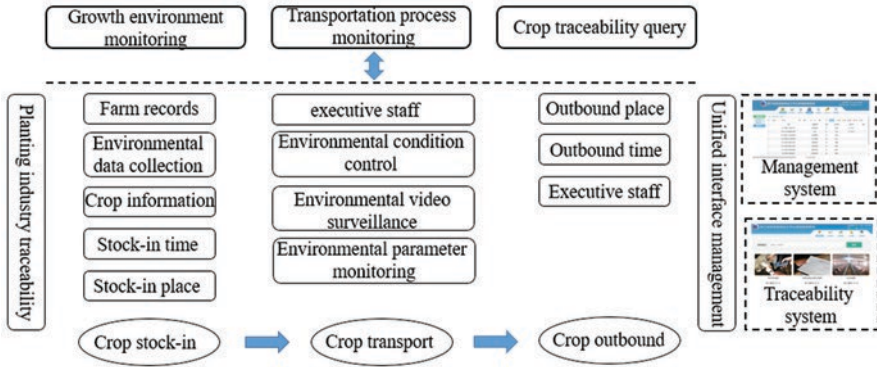 Growth environment
monitoring
Transportation process
monitoring
Crop traceability query
Planting industry traceability
Farm records
Environmental
data collection
Crop information
Stock-in time
Stock-in place
executive staff
Environmental condition
control
Environmental video
surveillance
Environmental parameter
monitoring
Outbound place
Outbound time
Executive staff
Unified interface management
Management
system
Traceability
system
Crop stock-in
Crop transport
Crop outbound